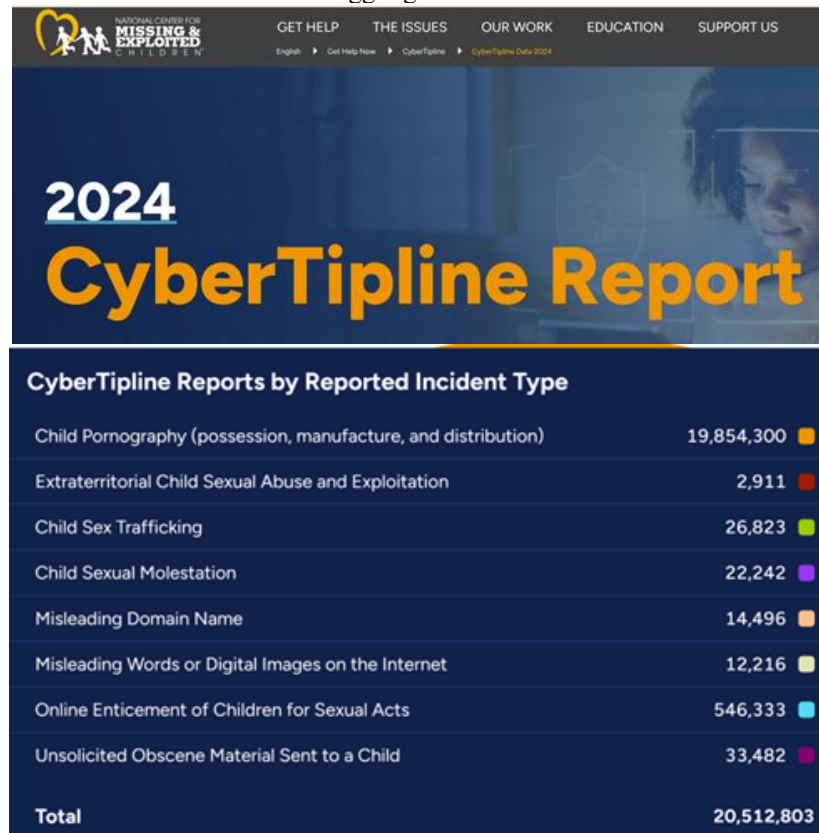 NATIONAL CENTER FOR
MISSING &
EXPLOITED
CHILDREN
GET HELP THE ISSUES OUR WORK EDUCATION SUPPORT US
English Get Help Now CyberTipline CyberTipline Data 2024
2024
CyberTipline Report
CyberTipline Reports by Reported Incident Type
Child Pornography (possession, manufacture, and distribution) 19,854,300
Extraterritorial Child Sexual Abuse and Exploitation 2,911
Child Sex Trafficking 26,823
Child Sexual Molestation 22,242
Misleading Domain Name 14,496
Misleading Words or Digital Images on the Internet 12,216
Online Enticement of Children for Sexual Acts 546,333
Unsolicited Obscene Material Sent to a Child 33,482
Total 20,512,803